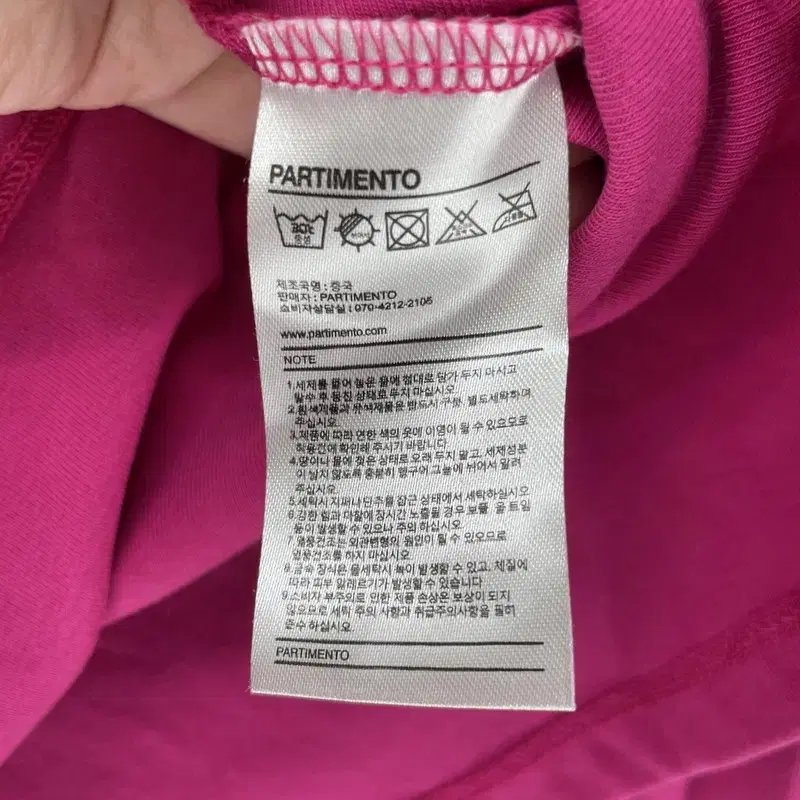 PARTIMENTO
30℃
중성
제조국명 : 중국
판매자 : PARTIMENTO
소비자상담실 : 070-4212-2105
www.partimento.com
NOTE
1.세제를 풀어 놓은 물에 절대로 담가 두지 마시고
탈수 후 뭉친 상태로 두지 마십시오
2.흰색제품과 유색제품은 반드시 구분, 별도세탁하여
주십시오
3.제품에 따라 연한 색의 옷에 이염이 될 수 있으므로
허용건에 확인해 주시기 바랍니다.
4.땀이나 물에 젖은 상태로 오래 두지 말고, 세제성분
이 남지 않도록 충분히 헹구어 그늘에 뉘어서 말려
주십시오
5.세탁시 지퍼나 단추를 잠근 상태에서 세탁하십시오
6.강한 힘과 마찰에 장시간 노출될 경우 보풀, 올 트임
등이 발생할 수 있으니 주의 하십시오.
7.열풍건조는 외관변형의 원인이 될 수 있으므로
열풍건조를 하지 마십시오
8.금속 장식은 물세탁시 녹이 발생할 수 있고, 체질에
따라 피부 알레르기가 발생할 수 있습니다
9.소비자 부주의로 인한 제품 손상은 보상이 되지
않으므로 세탁 주의 사항과 취급주의사항을 필히
준수 하십시오.
PARTIMENTO